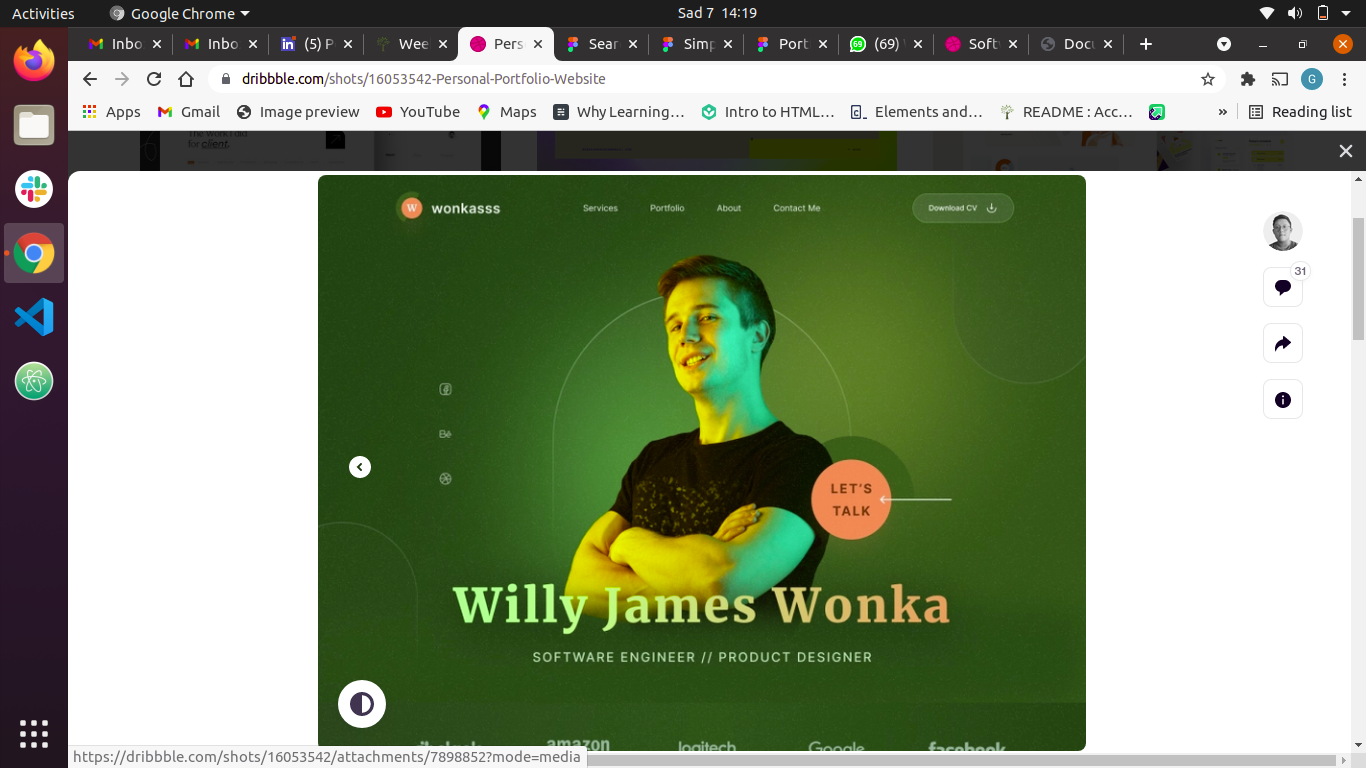 Activities
Google Chrome
Sad 7 14:19
Inbo
Inbo
(5) P
Wee
Pers
Sear
Simp
Port
(69)
Soft
Docu
dribbble.com/shots/16053542-Personal-Portfolio-Website
G
Apps
Gmail
Image preview
YouTube
Maps
Why Learning…
Intro to HTML…
Elements and…
README : Acc…
»
Reading list
for client.
W
wonkasss
Services
Portfolio
About
Contact Me
Download CV
31
Bē
LET'S
TALK
Willy James Wonka
SOFTWARE ENGINEER // PRODUCT DESIGNER
amazon
logitech
Google
facebook
https://dribbble.com/shots/16053542/attachments/7898852?mode=media